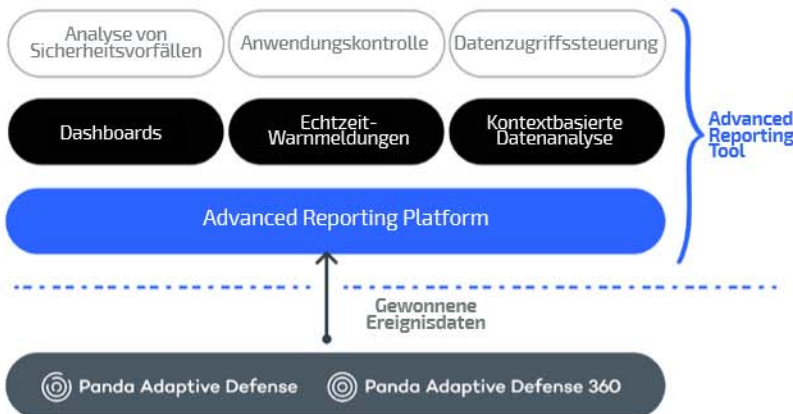 Analyse von
Sicherheitsvorfällen
Anwendungskontrolle
Datenzugriffssteuerung
Dashboards
Echtzeit-
Warnmeldungen
Kontextbasierte
Datenanalyse
Advanced
Reporting
Tool
Advanced Reporting Platform
Gewonnene
Ereignisdaten
Panda Adaptive Defense
Panda Adaptive Defense 360